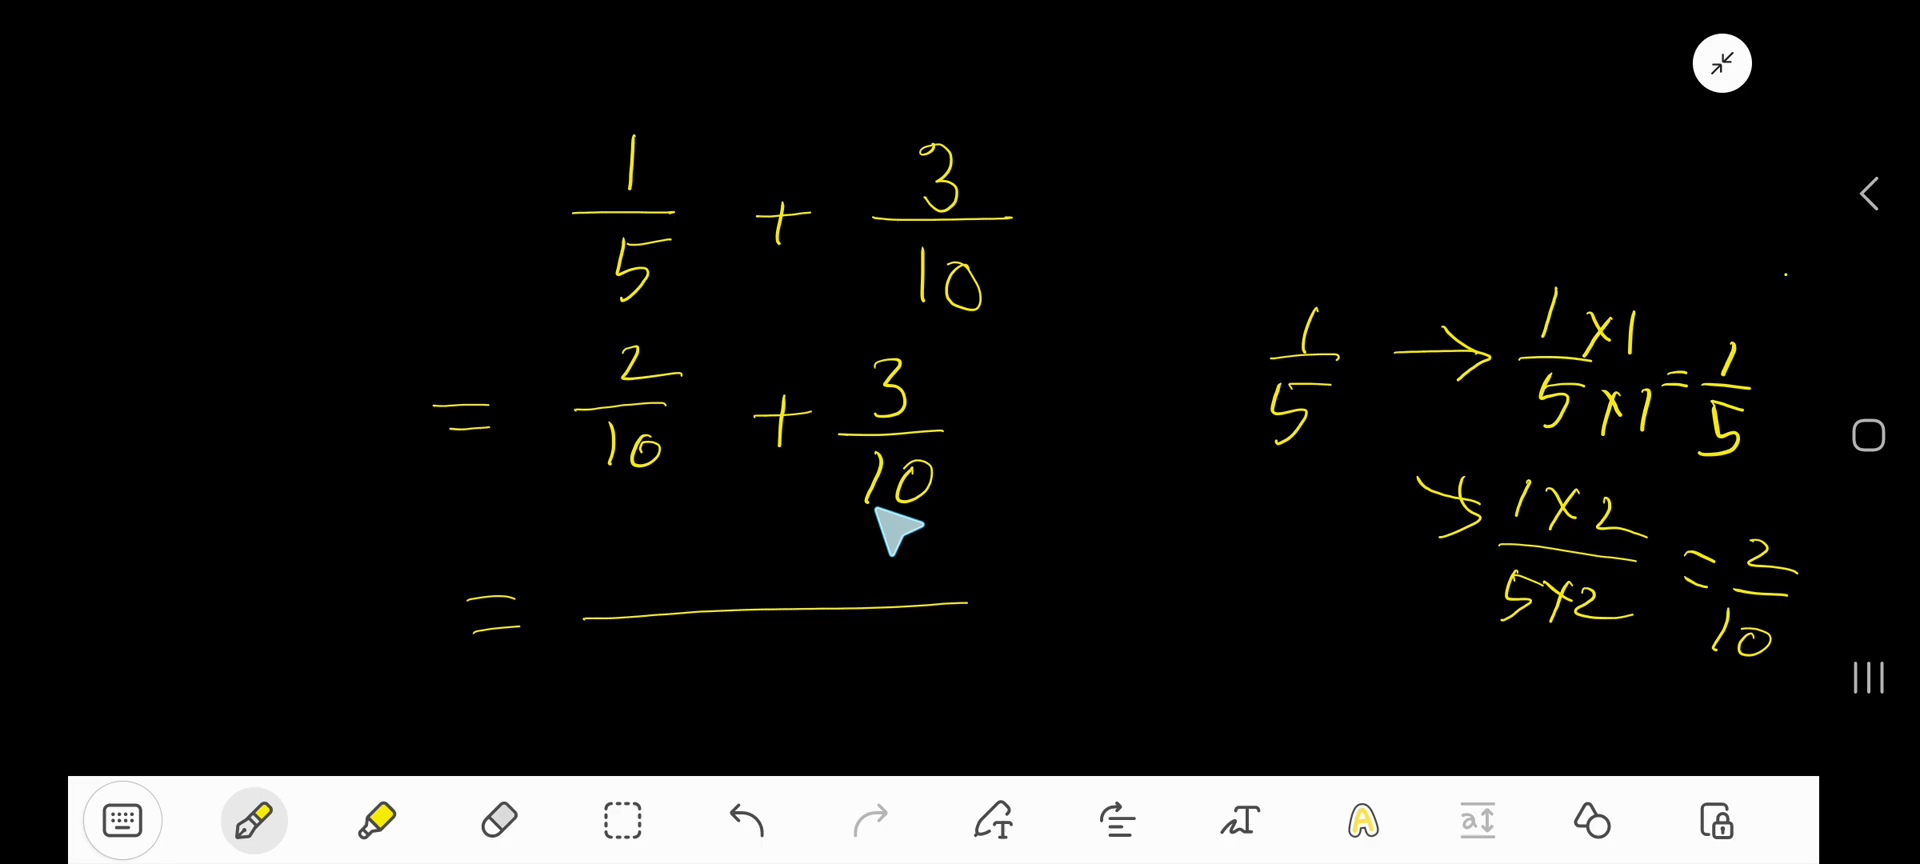 1/5 + 3/10
= 2/10 + 3/10
=
1/5 → 1×1/5×1 = 1/5
→ 1×2/5×2 = 2/10
T
T
A
a